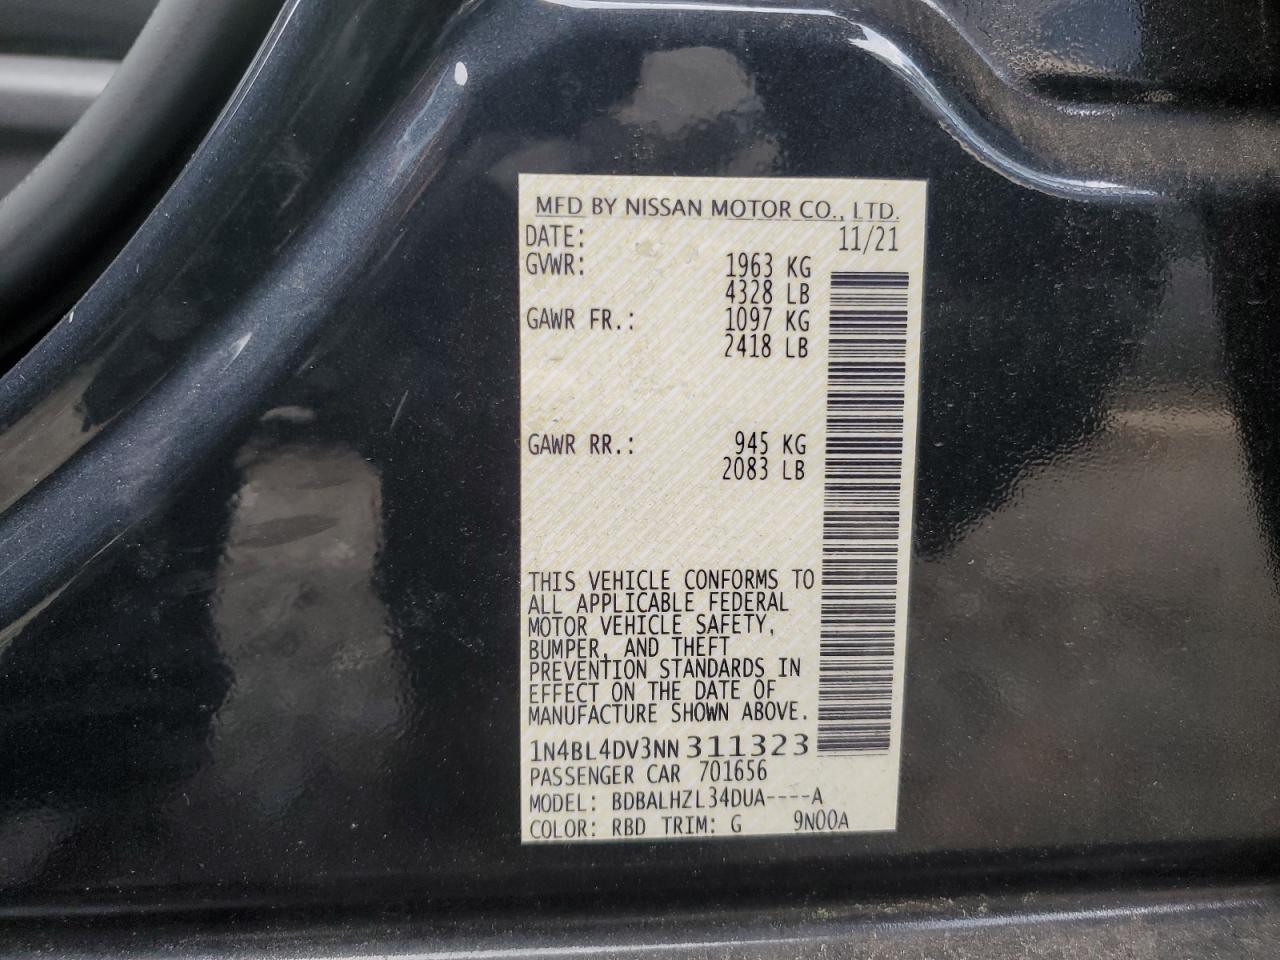 MFD BY NISSAN MOTOR CO., LTD.
DATE: 11/21
GVWR: 1963 KG
4328 LB
GAWR FR.: 1097 KG
2418 LB
GAWR RR.: 945 KG
2083 LB
THIS VEHICLE CONFORMS TO
ALL APPLICABLE FEDERAL
MOTOR VEHICLE SAFETY,
BUMPER, AND THEFT
PREVENTION STANDARDS IN
EFFECT ON THE DATE OF
MANUFACTURE SHOWN ABOVE.
1N4BL4DV3NN311323
PASSENGER CAR 701656
MODEL: BDBALHZL34DUA----A
COLOR: RBD TRIM: G 9N00A